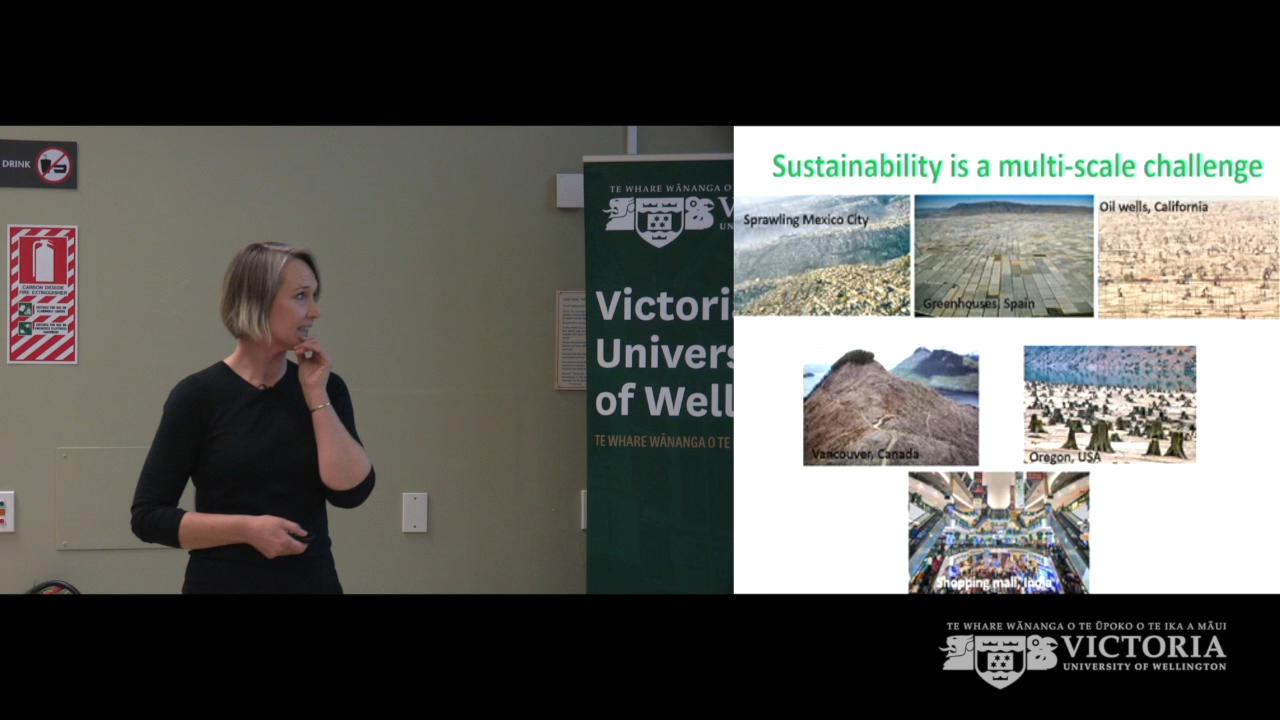 DRINK
CARBON DIOXIDE
FIRE EXTINGUISHER
TE WHARE WĀNANGA O
V
UN
Victori
Univers
of Well
TE WHARE WĀNANGA O TE
Sustainability is a multi-scale challenge
Sprawling Mexico City
Greenhouses, Spain
Oil wells, California
Vancouver, Canada
Oregon, USA
Shopping mall, India
TE WHARE WĀNANGA O TE ŪPOKO O TE IKA A MĀUI
VICTORIA
UNIVERSITY OF WELLINGTON